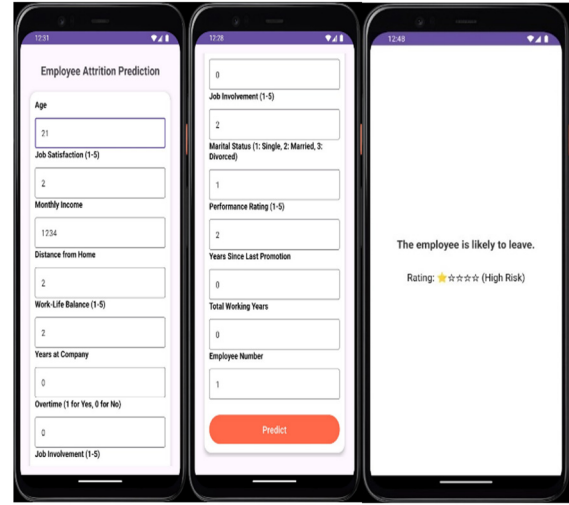 12:31
Employee Attrition Prediction
Age
21
Job Satisfaction (1-5)
2
Monthly Income
1234
Distance from Home
2
Work-Life Balance (1-5)
2
Years at Company
0
Overtime (1 for Yes, 0 for No)
0
Job Involvement (1-5)
12:28
0
Job Involvement (1-5)
2
Marital Status (1: Single, 2: Married, 3:
Divorced)
1
Performance Rating (1-5)
2
Years Since Last Promotion
0
Total Working Years
0
Employee Number
1
Predict
12:48
The employee is likely to leave.
Rating: ⭐☆☆☆☆ (High Risk)